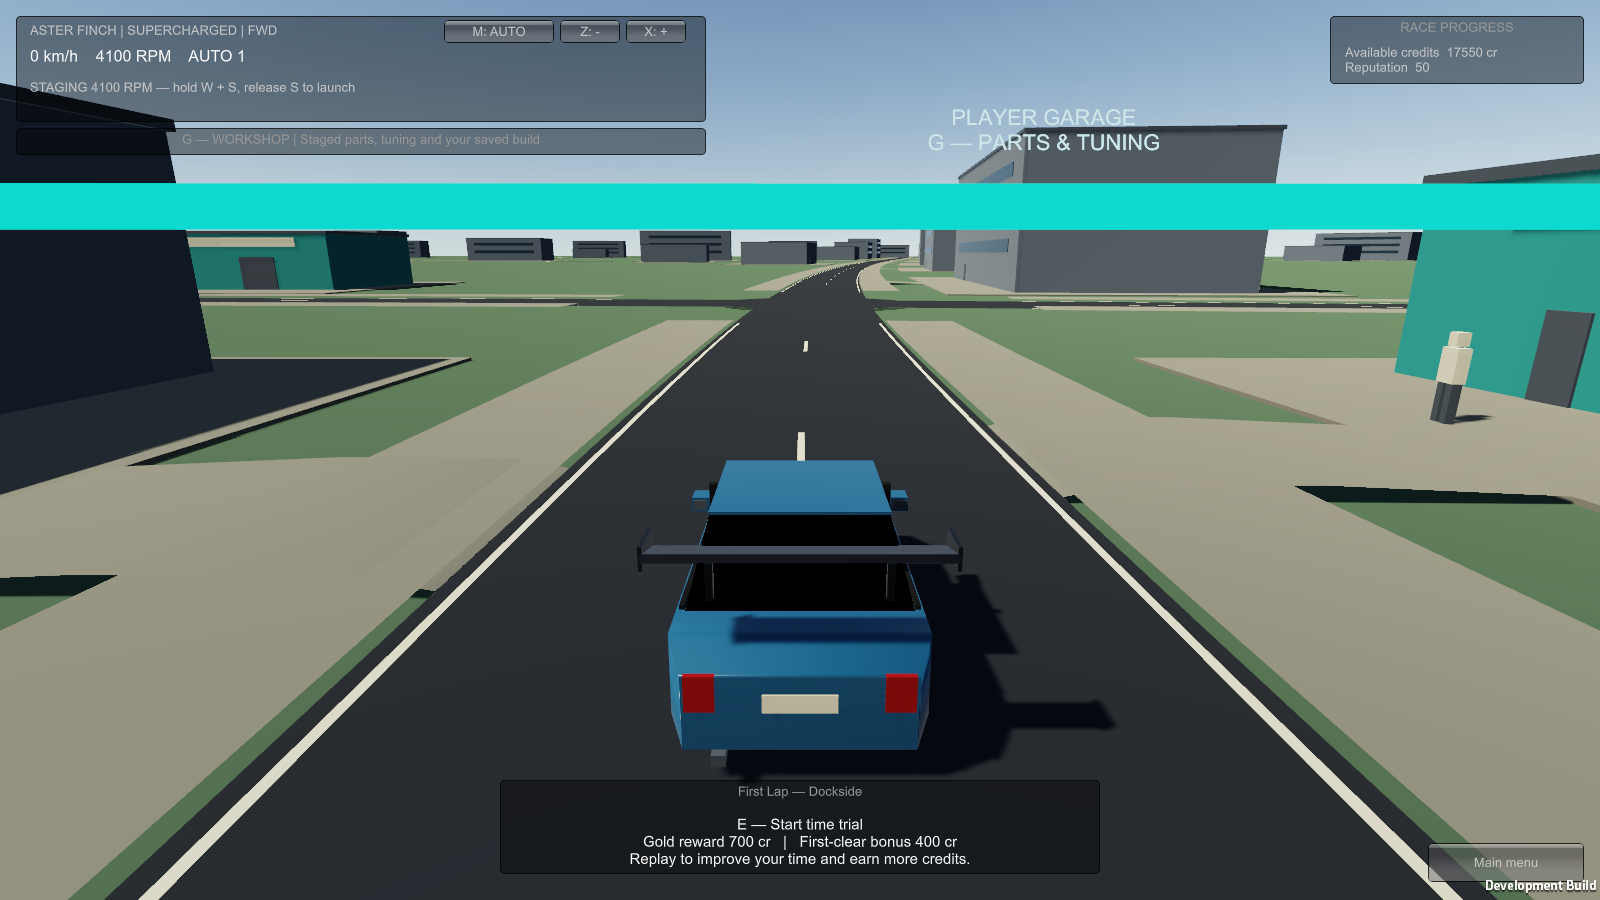 ASTER FINCH | SUPERCHARGED | FWD
M: AUTO
Z: -
X: +
0 km/h 4100 RPM AUTO 1
STAGING 4100 RPM — hold W + S, release S to launch
G — WORKSHOP | Staged parts, tuning and your saved build
RACE PROGRESS
Available credits 17550 cr
Reputation 50
PLAYER GARAGE
G — PARTS & TUNING
First Lap — Dockside
E — Start time trial
Gold reward 700 cr | First-clear bonus 400 cr
Replay to improve your time and earn more credits.
Main menu
Development Build